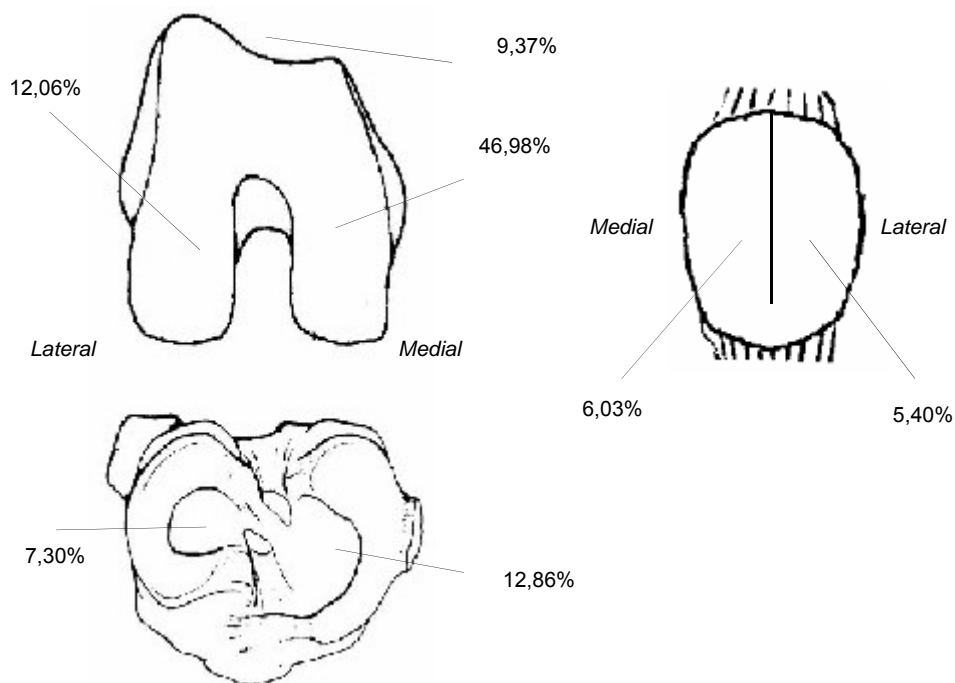 9,37%
12,06%
46,98%
Medial
Lateral
Lateral
Medial
6,03%
5,40%
7,30%
12,86%